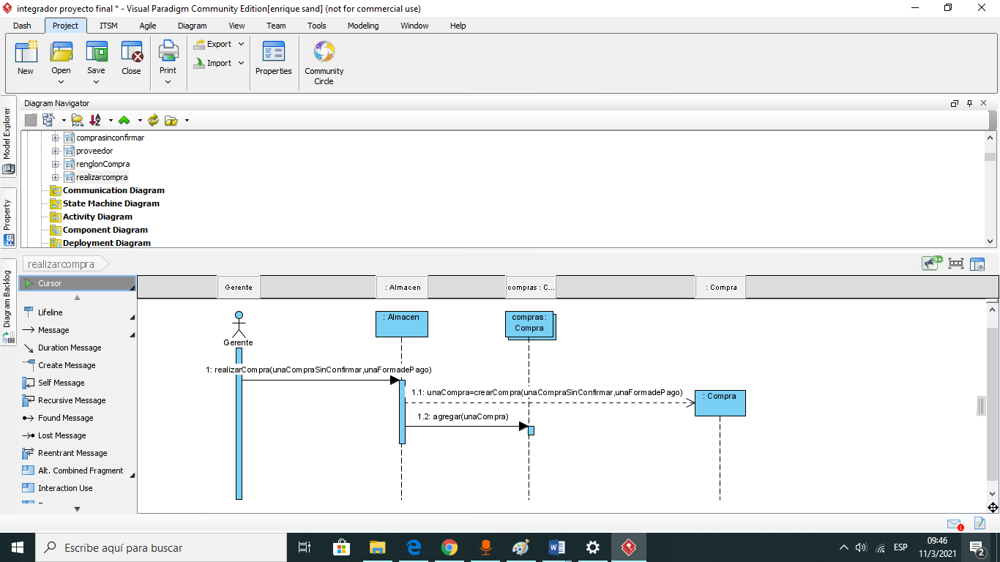 integrador proyecto final * - Visual Paradigm Community Edition[enrique sand] (not for commercial use)
Dash Project ITSM Agile Diagram View Team Tools Modeling Window Help
New Open Save Close Print Export Import Properties Community
Circle
Diagram Navigator
Model Explorer
Property
Diagram Backlog
comprasinconfirmar
proveedor
renglonCompra
realizarcompra
Communication Diagram
State Machine Diagram
Activity Diagram
Component Diagram
Deployment Diagram
realizarcompra
9+
Cursor
Lifeline
Message
Duration Message
Create Message
Self Message
Recursive Message
Found Message
Lost Message
Reentrant Message
Alt. Combined Fragment
Interaction Use
Gerente : Almacen compras : C... : Compra
: Almacen
compras :
Compra
Gerente
1: realizarCompra(unaCompraSinConfirmar,unaFormadePago)
1.1: unaCompra=crearCompra(unaCompraSinConfirmar,unaFormadePago)
: Compra
1.2: agregar(unaCompra)
1
Escribe aquí para buscar
ESP
09:46
11/3/2021
2